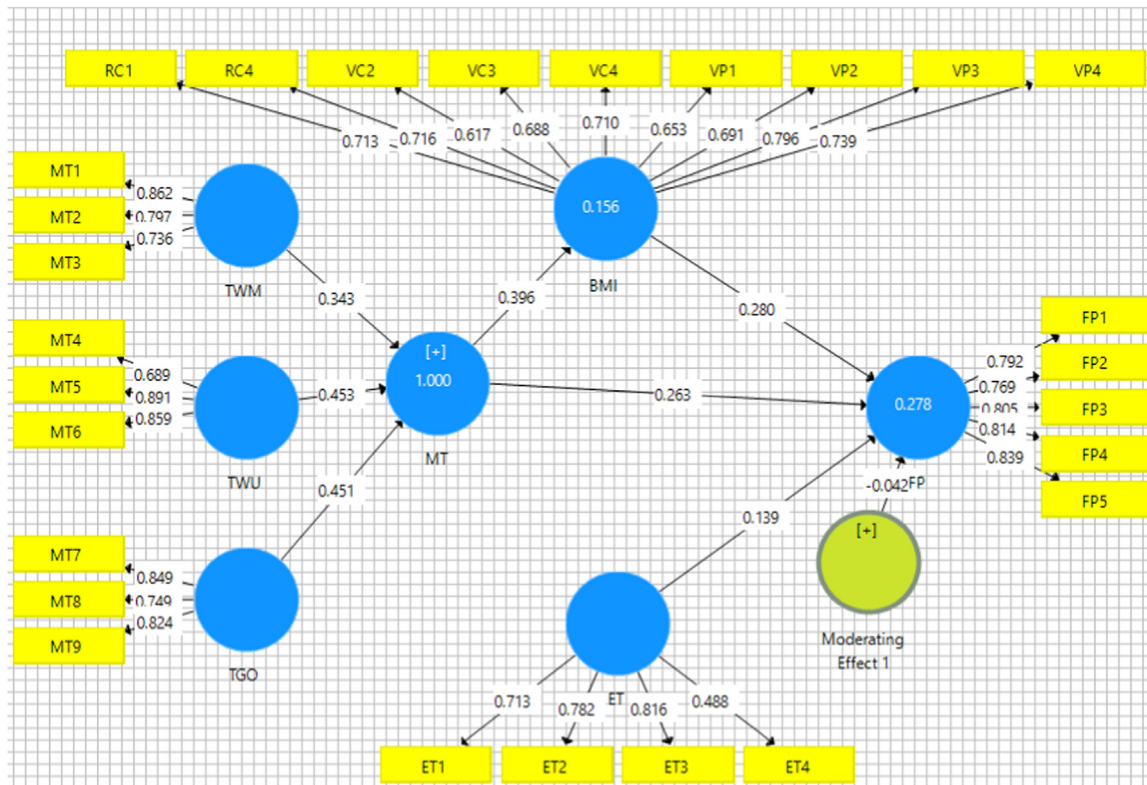 RC1 RC4 VC2 VC3 VC4 VP1 VP2 VP3 VP4
0.713 0.716 0.617 0.688 0.710 0.653 0.691 0.796 0.739
MT1
MT2
MT3
0.862
0.797
0.736
TWM
0.156
BMI
0.343
0.396
0.280
MT4
MT5
MT6
0.689
0.891
0.859
TWU
0.453
[+]
1.000
MT
0.263
0.278
FP
FP1
FP2
FP3
FP4
FP5
0.792
0.769
0.805
0.814
0.839
0.451
0.139
-0.042
MT7
MT8
MT9
0.849
0.749
0.824
TGO
[+]
Moderating
Effect 1
ET
0.713 0.782 0.816 0.488
ET1 ET2 ET3 ET4